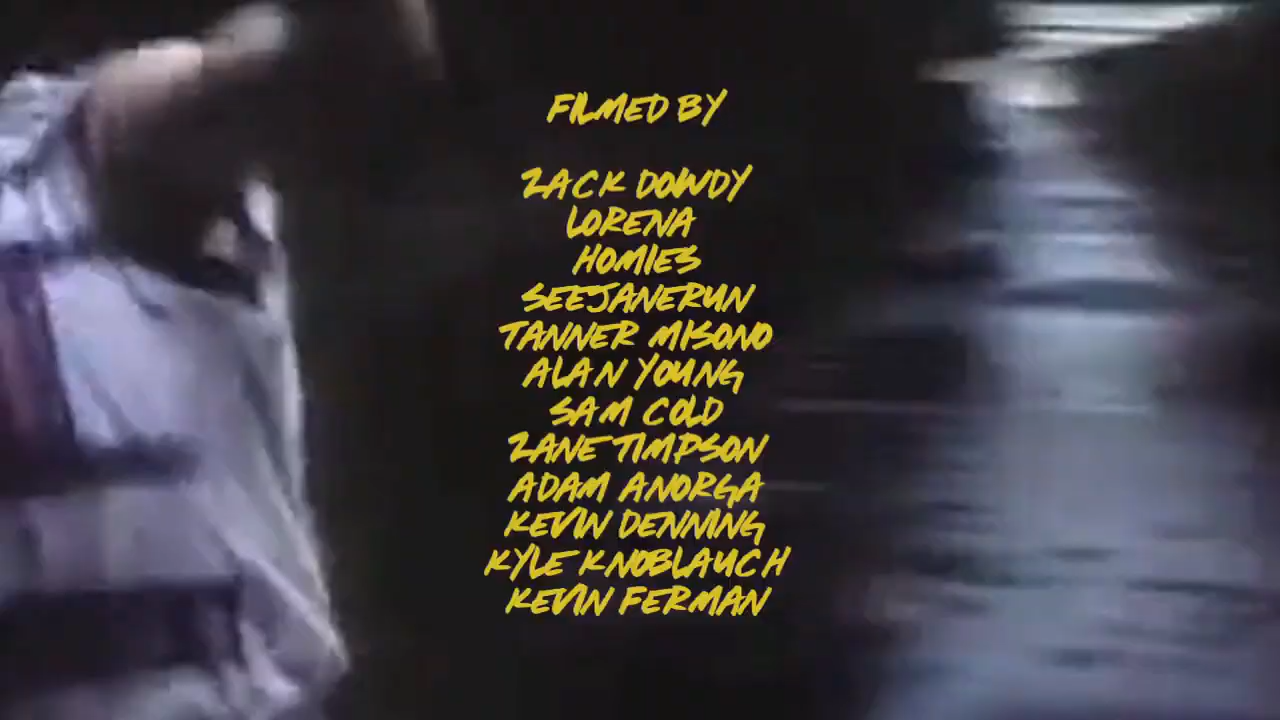 FILMED BY
ZACK DOWDY
LORENA
HOMIES
SEEJANERUN
TANNER MISONO
ALAN YOUNG
SAM COLD
ZANE TIMPSON
ADAM ANORGA
KEVIN DENNING
KYLE KNOBLAUCH
KEVIN FERMAN